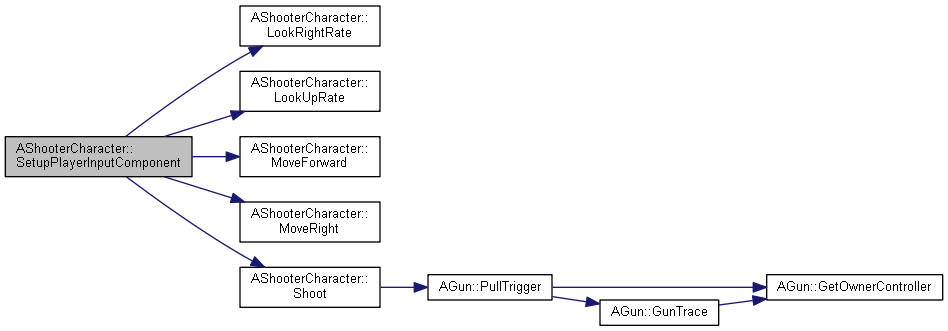 AShooterCharacter::
LookRightRate
AShooterCharacter::
LookUpRate
AShooterCharacter::
SetupPlayerInputComponent
AShooterCharacter::
MoveForward
AShooterCharacter::
MoveRight
AShooterCharacter::
Shoot
AGun::PullTrigger
AGun::GunTrace
AGun::GetOwnerController